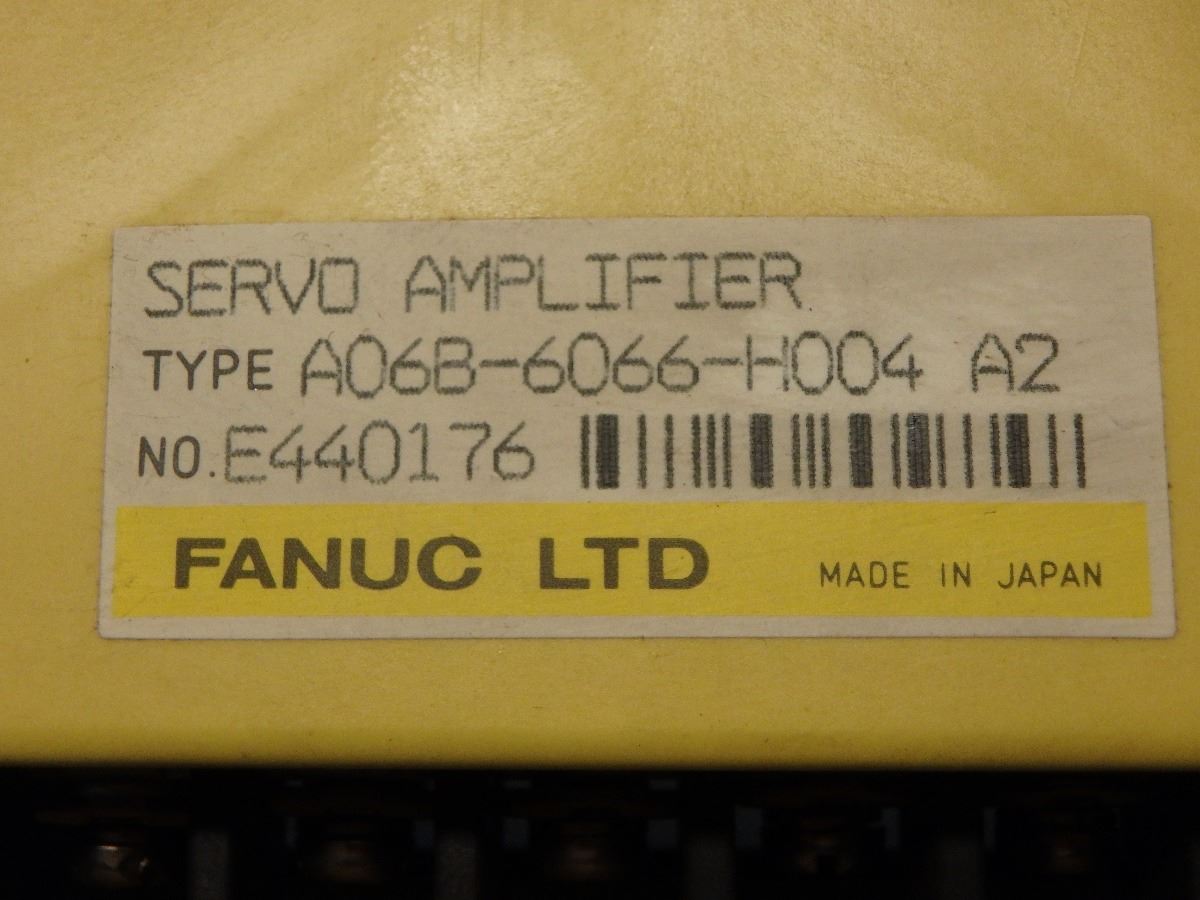 SERVO AMPLIFIER
TYPE A06B-6066-H004 A2
NO. E440176
FANUC LTD MADE IN JAPAN